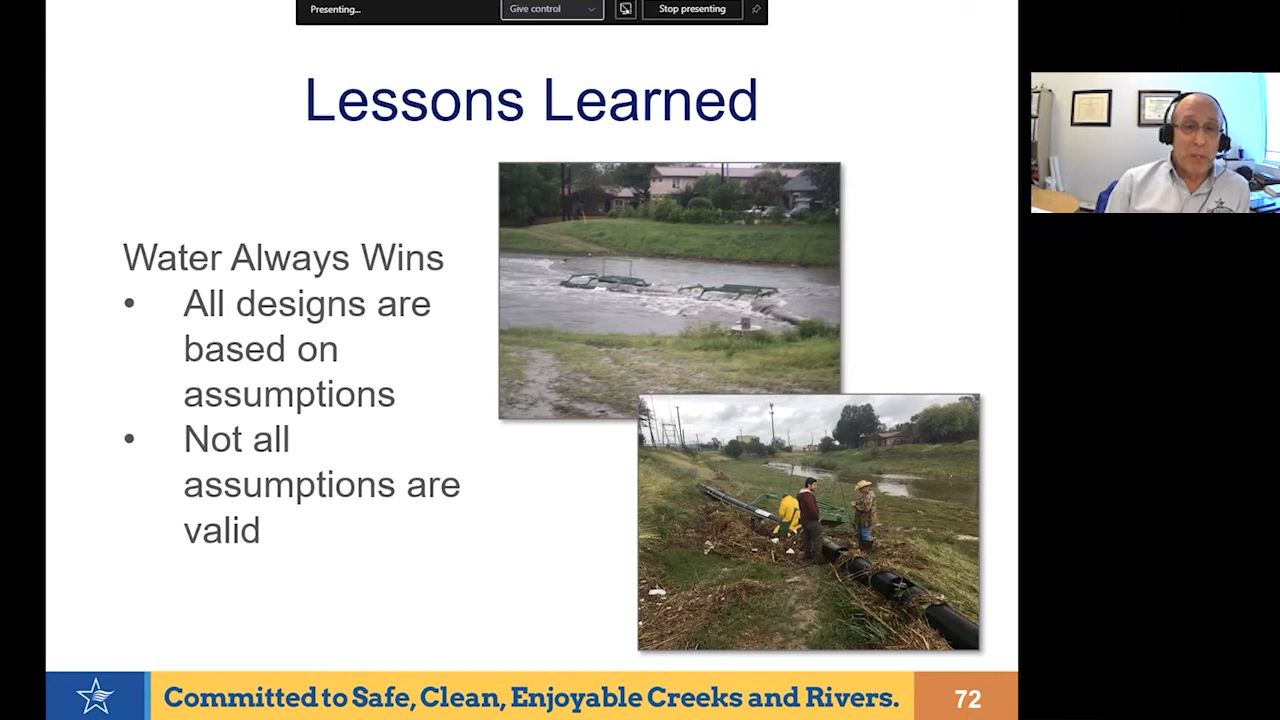 Presenting...
Give control
Stop presenting
Lessons Learned
Water Always Wins
• All designs are
based on
assumptions
• Not all
assumptions are
valid
Committed to Safe, Clean, Enjoyable Creeks and Rivers.
72